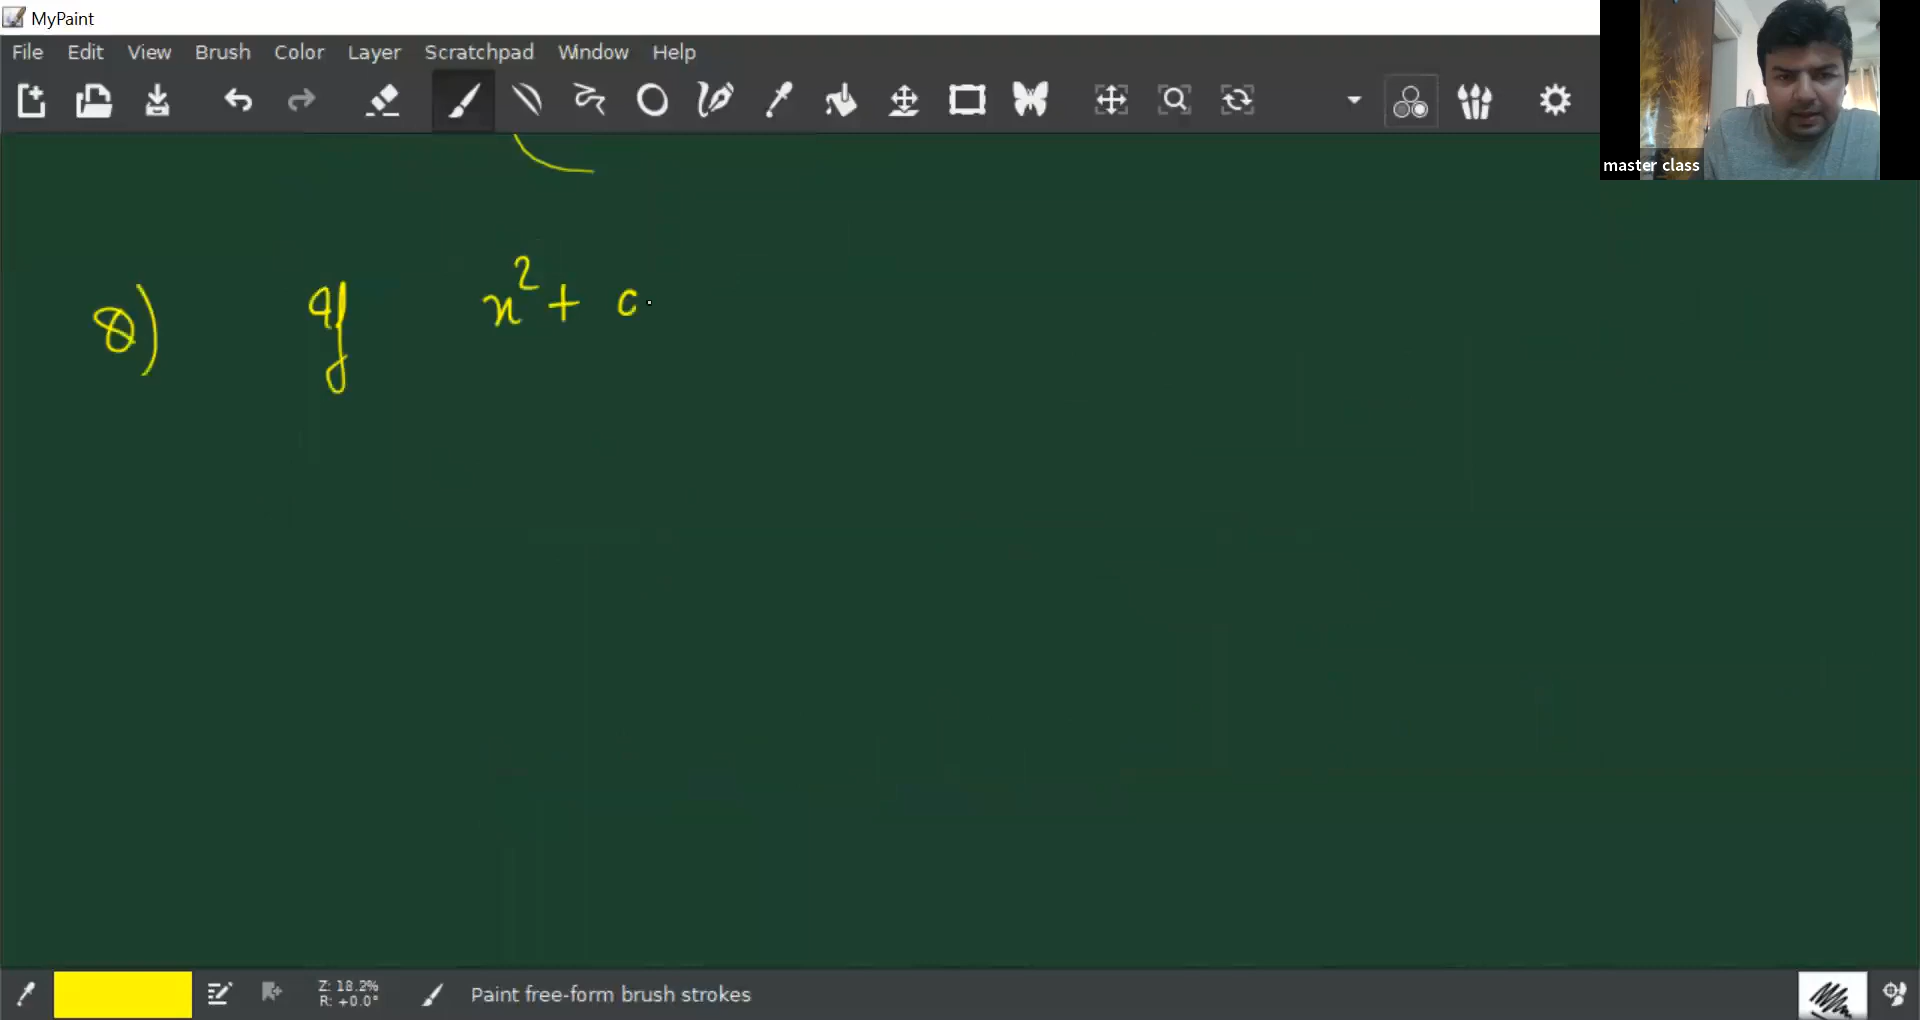 MyPaint
File Edit View Brush Color Layer Scratchpad Window Help
master class
8) If x² + c
Z: 18.2%
R: +0.0°
Paint free-form brush strokes